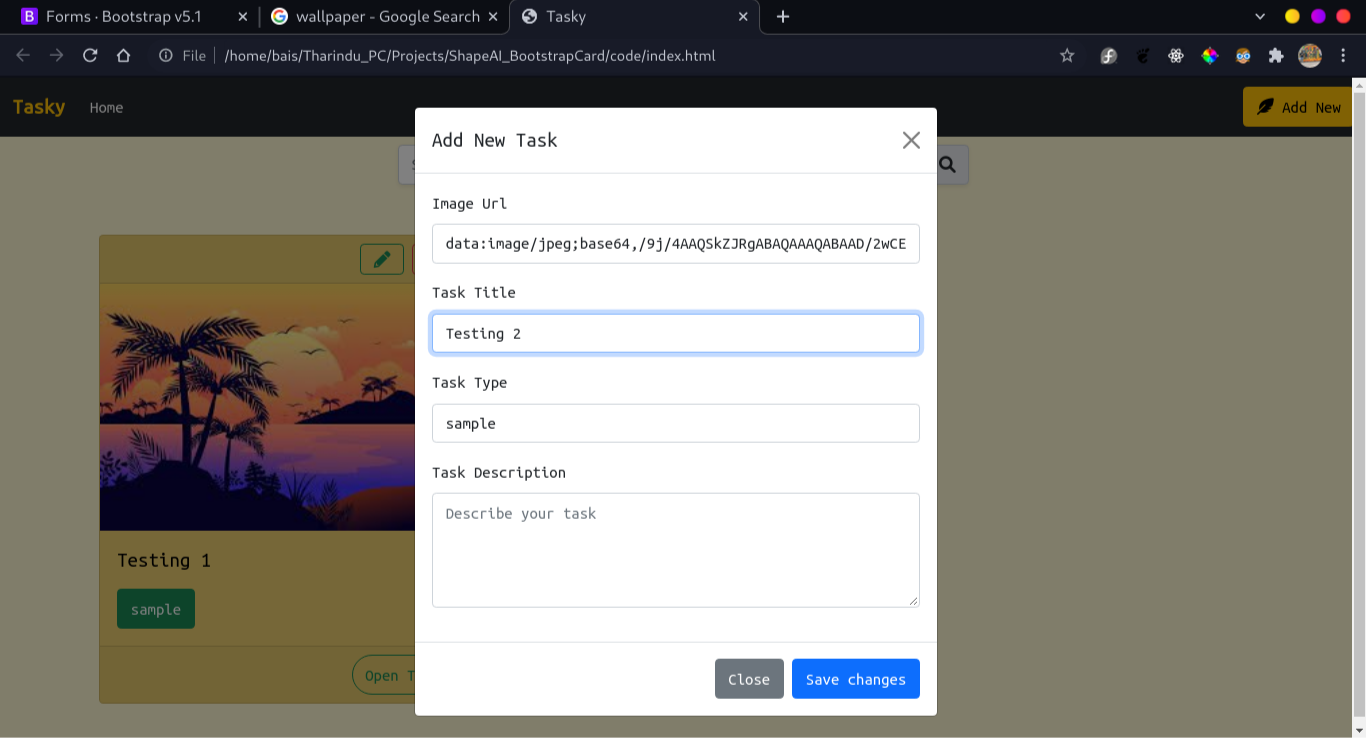 Forms · Bootstrap v5.1
wallpaper - Google Search
Tasky
File
/home/bais/Tharindu_PC/Projects/ShapeAI_BootstrapCard/code/index.html
Tasky
Home
Add New
Add New Task
Image Url
data:image/jpeg;base64,/9j/4AAQSkZJRgABAQAAAQABAAD/2wCE
Task Title
Testing 2
Task Type
sample
Task Description
Describe your task
Close
Save changes
Testing 1
sample
Open T